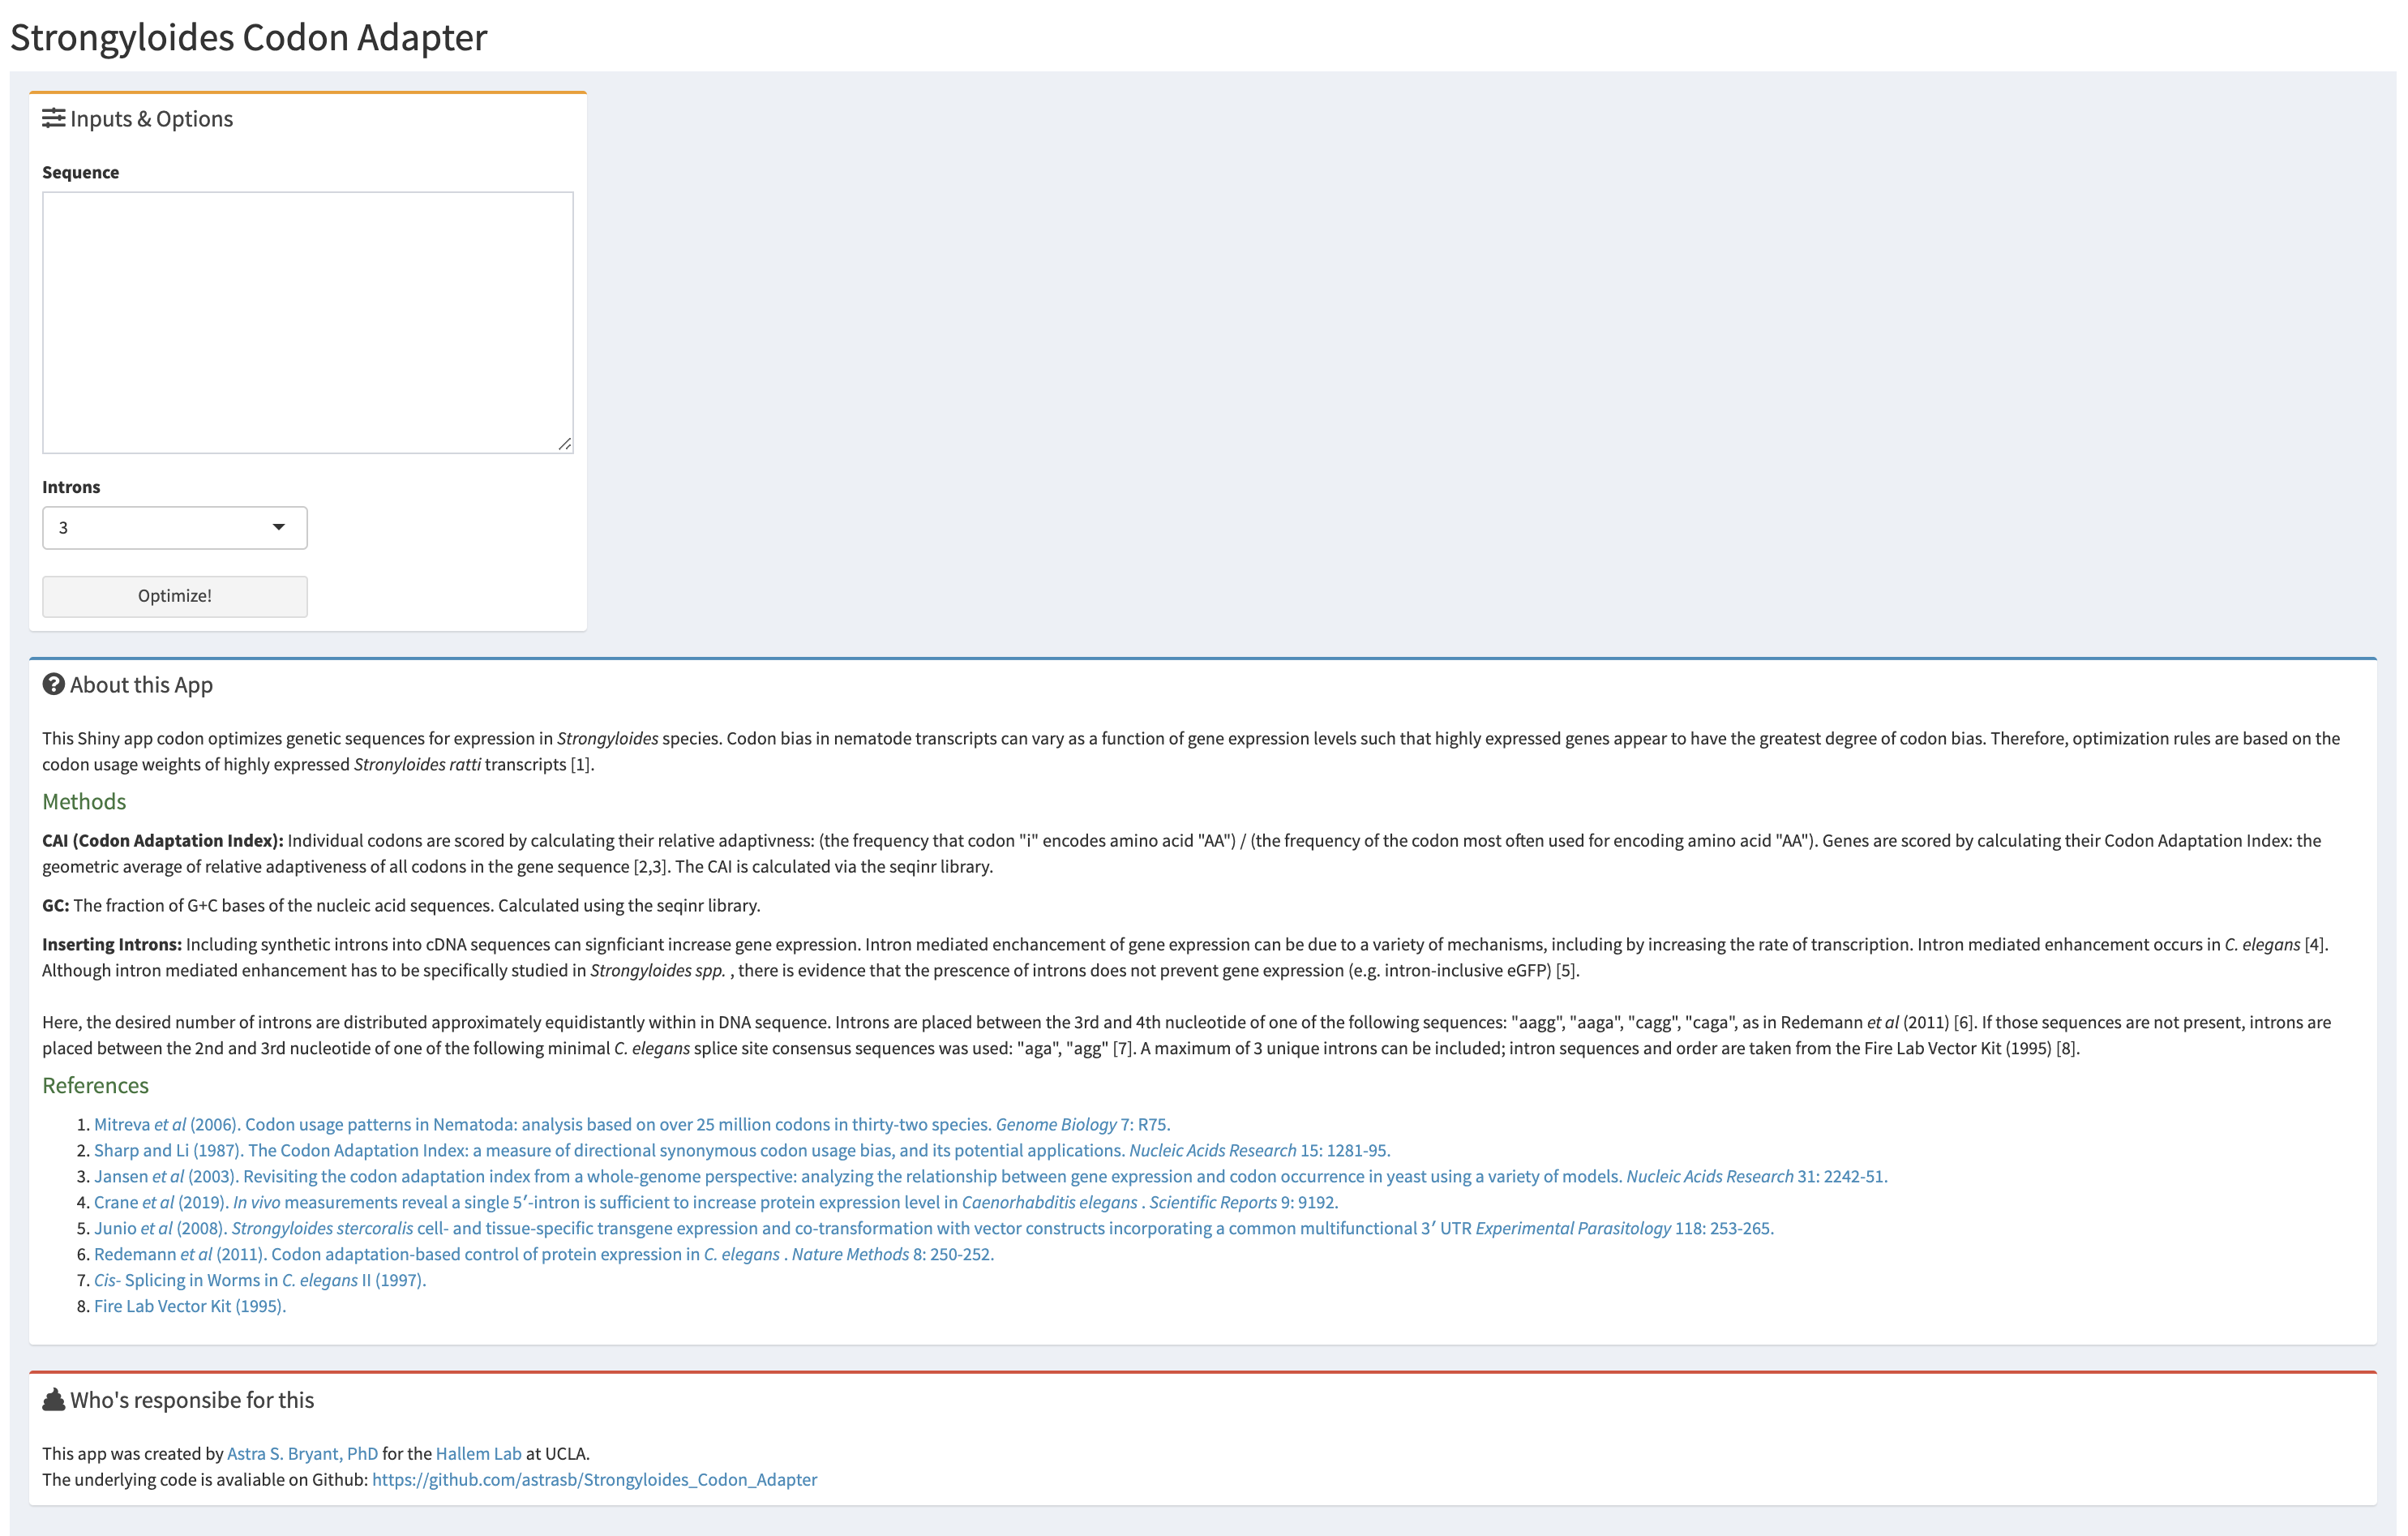 Strongyloides Codon Adapter
Inputs & Options
Sequence
Introns
3
Optimize!
About this App
This Shiny app codon optimizes genetic sequences for expression in Strongyloides species. Codon bias in nematode transcripts can vary as a function of gene expression levels such that highly expressed genes appear to have the greatest degree of codon bias. Therefore, optimization rules are based on the
codon usage weights of highly expressed Stronyloides ratti transcripts [1].
Methods
CAI (Codon Adaptation Index): Individual codons are scored by calculating their relative adaptivness: (the frequency that codon "i" encodes amino acid "AA") / (the frequency of the codon most often used for encoding amino acid "AA"). Genes are scored by calculating their Codon Adaptation Index: the
geometric average of relative adaptiveness of all codons in the gene sequence [2,3]. The CAI is calculated via the seqinr library.
GC: The fraction of G+C bases of the nucleic acid sequences. Calculated using the seqinr library.
Inserting Introns: Including synthetic introns into cDNA sequences can signficiant increase gene expression. Intron mediated enchancement of gene expression can be due to a variety of mechanisms, including by increasing the rate of transcription. Intron mediated enhancement occurs in C. elegans [4].
Although intron mediated enhancement has to be specifically studied in Strongyloides spp. , there is evidence that the prescence of introns does not prevent gene expression (e.g. intron-inclusive eGFP) [5].
Here, the desired number of introns are distributed approximately equidistantly within in DNA sequence. Introns are placed between the 3rd and 4th nucleotide of one of the following sequences: "aagg", "aaga", "cagg", "caga", as in Redemann et al (2011) [6]. If those sequences are not present, introns are
placed between the 2nd and 3rd nucleotide of one of the following minimal C. elegans splice site consensus sequences was used: "aga", "agg" [7]. A maximum of 3 unique introns can be included; intron sequences and order are taken from the Fire Lab Vector Kit (1995) [8].
References
1. Mitreva et al (2006). Codon usage patterns in Nematoda: analysis based on over 25 million codons in thirty-two species. Genome Biology 7: R75.
2. Sharp and Li (1987). The Codon Adaptation Index: a measure of directional synonymous codon usage bias, and its potential applications. Nucleic Acids Research 15: 1281-95.
3. Jansen et al (2003). Revisiting the codon adaptation index from a whole-genome perspective: analyzing the relationship between gene expression and codon occurrence in yeast using a variety of models. Nucleic Acids Research 31: 2242-51.
4. Crane et al (2019). In vivo measurements reveal a single 5′-intron is sufficient to increase protein expression level in Caenorhabditis elegans . Scientific Reports 9: 9192.
5. Junio et al (2008). Strongyloides stercoralis cell- and tissue-specific transgene expression and co-transformation with vector constructs incorporating a common multifunctional 3′ UTR Experimental Parasitology 118: 253-265.
6. Redemann et al (2011). Codon adaptation-based control of protein expression in C. elegans . Nature Methods 8: 250-252.
7. Cis- Splicing in Worms in C. elegans II (1997).
8. Fire Lab Vector Kit (1995).
Who's responsibe for this
This app was created by Astra S. Bryant, PhD for the Hallem Lab at UCLA.
The underlying code is avaliable on Github: https://github.com/astrasb/Strongyloides_Codon_Adapter